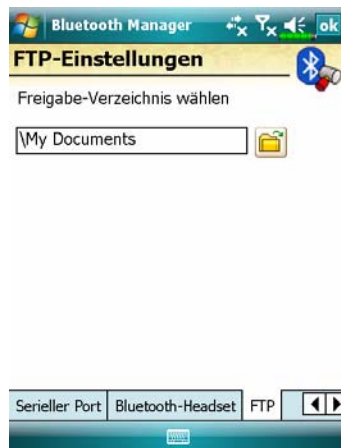 Bluetooth Manager ok
FTP-Einstellungen
Freigabe-Verzeichnis wählen
\My Documents
Serieller Port Bluetooth-Headset FTP